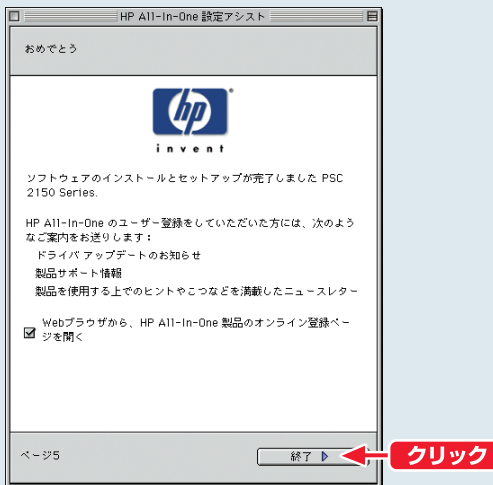 HP All-In-One 設定アシスト
おめでとう
hp
invent
ソフトウェアのインストールとセットアップが完了しました PSC
2150 Series.
HP All-In-One のユーザー登録をしていただいた方には、次のよう
なご案内をお送りします：
ドライバ アップデートのお知らせ
製品サポート情報
製品を使用する上でのヒントやこつなどを満載したニュースレター
Webブラウザから、HP All-In-One 製品のオンライン登録ペー
ジを開く
ページ5
終了
クリック